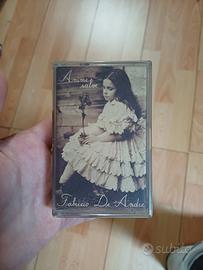 Anime
salve
Fabrizio De André
subito